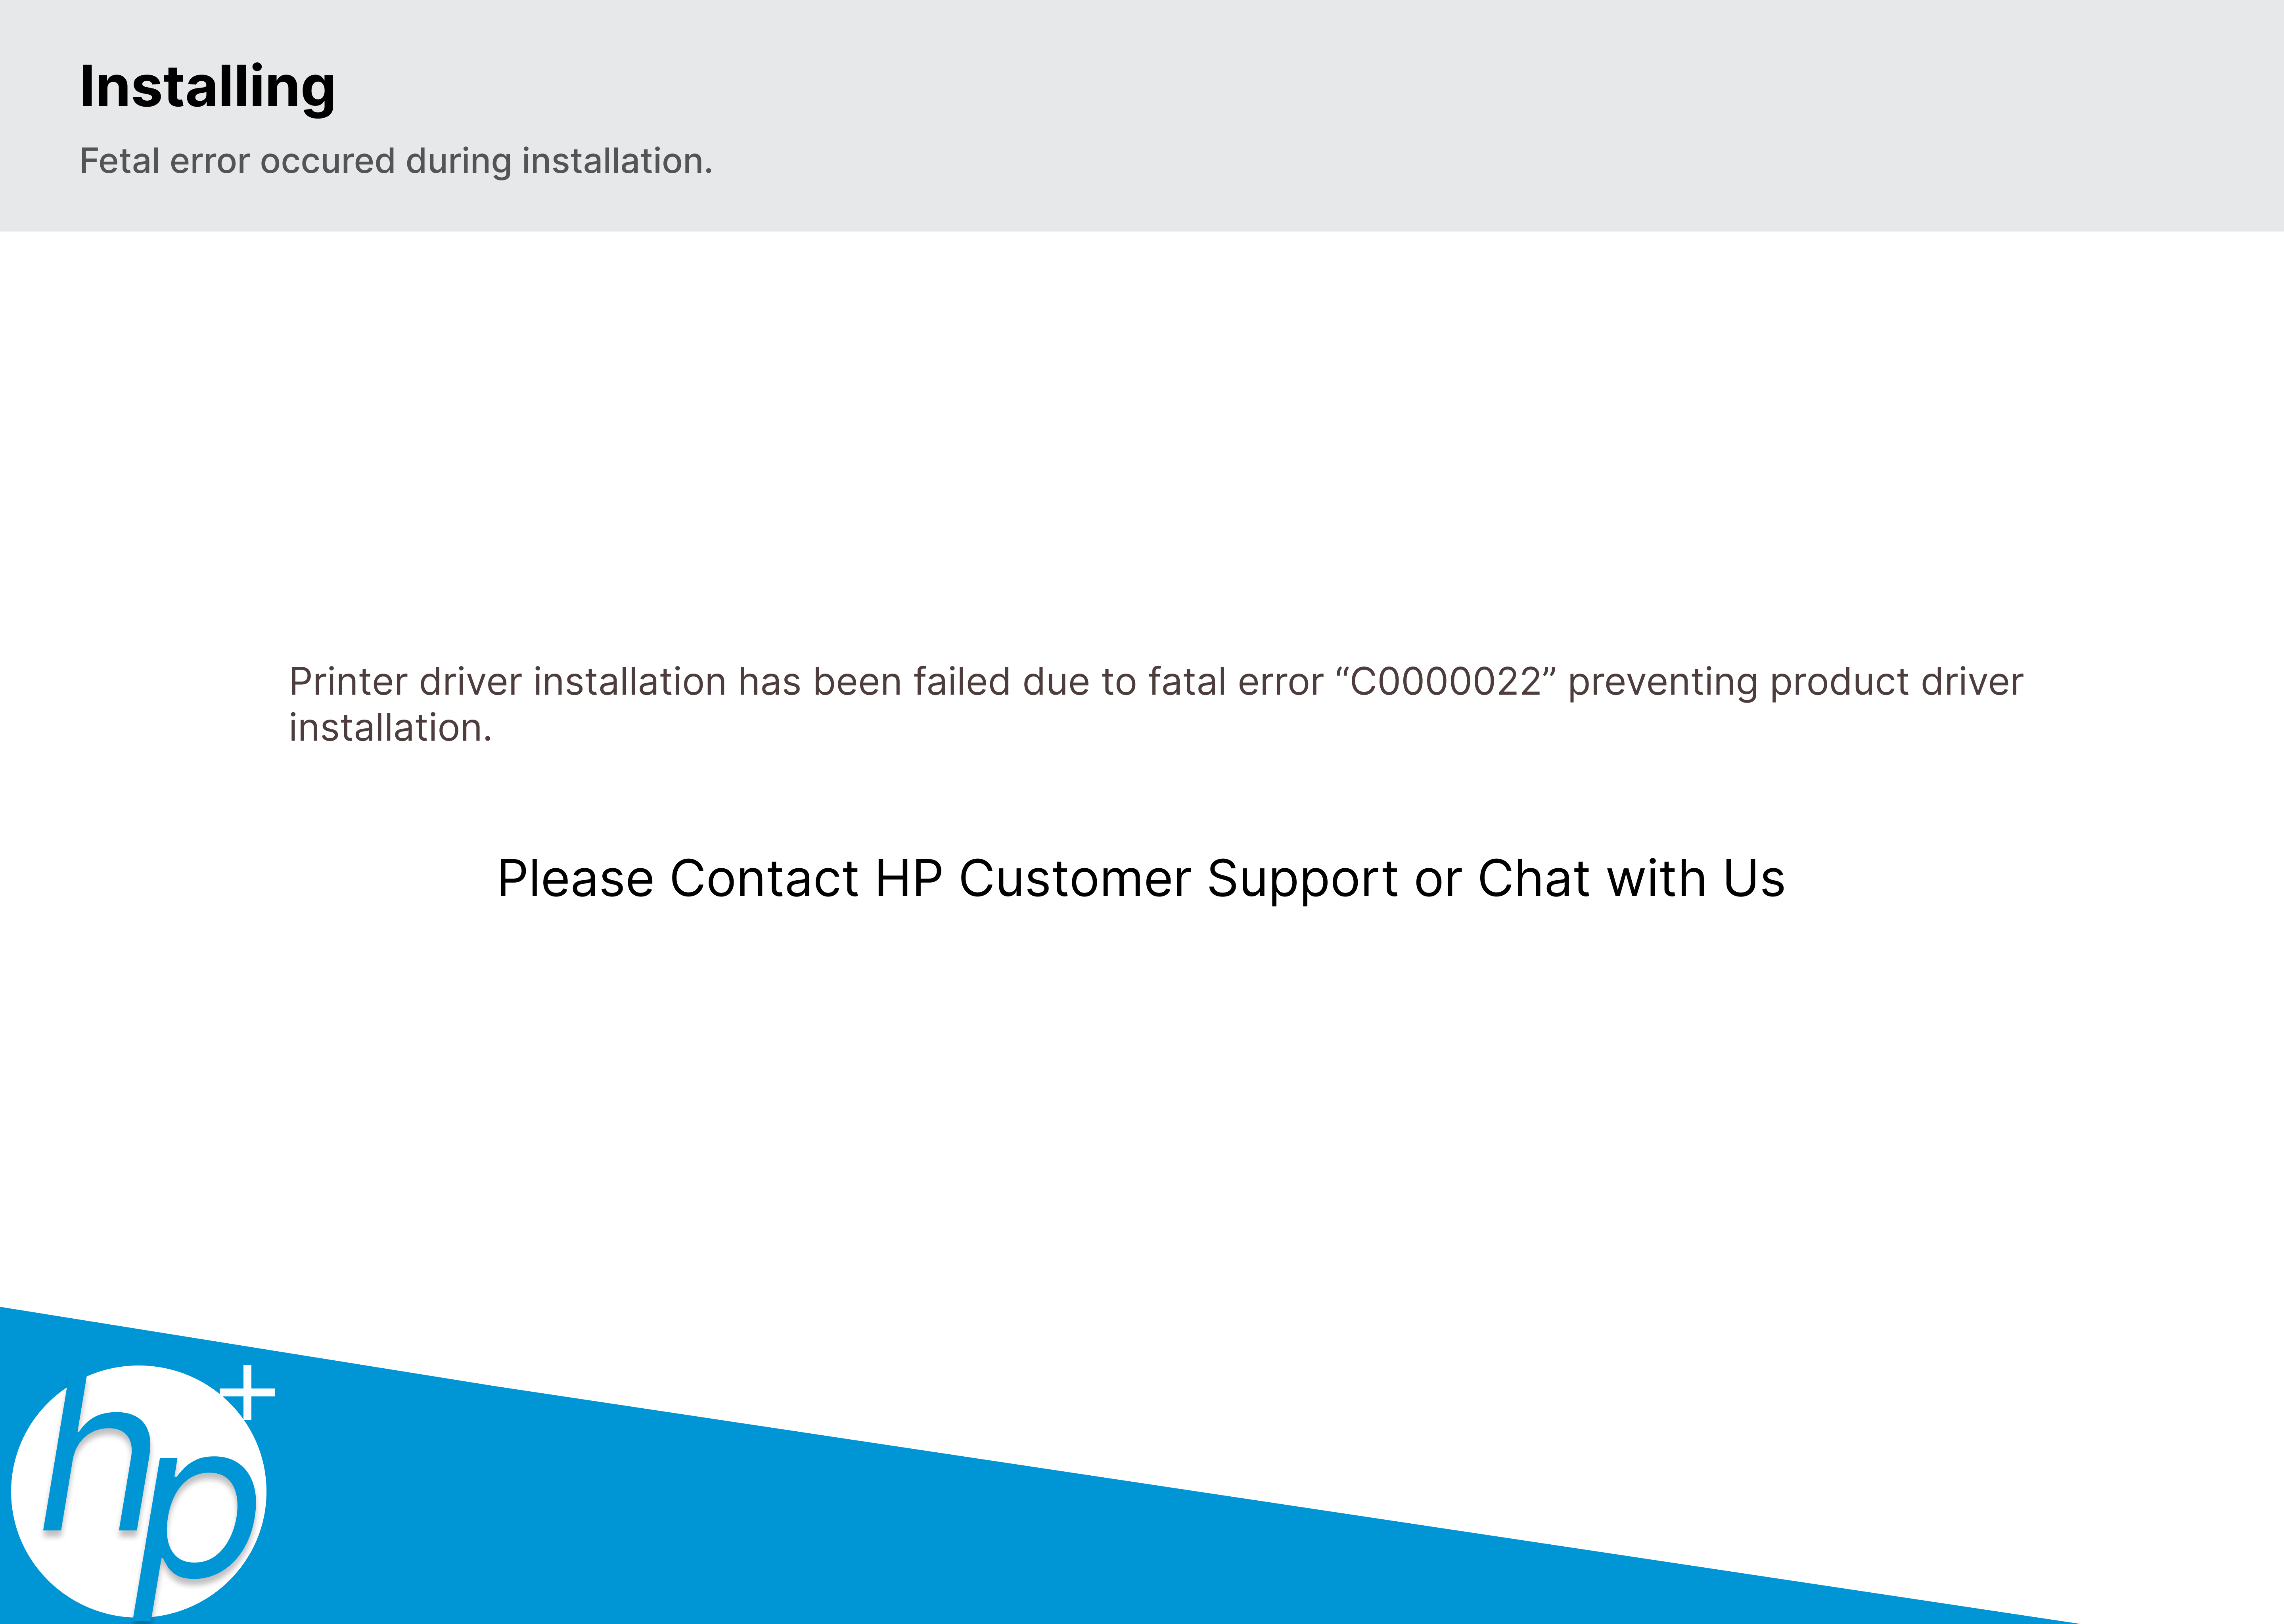 Installing
Fetal error occured during installation.
Printer driver installation has been failed due to fatal error “C0000022” preventing product driver
installation.
Please Contact HP Customer Support or Chat with Us
hp+